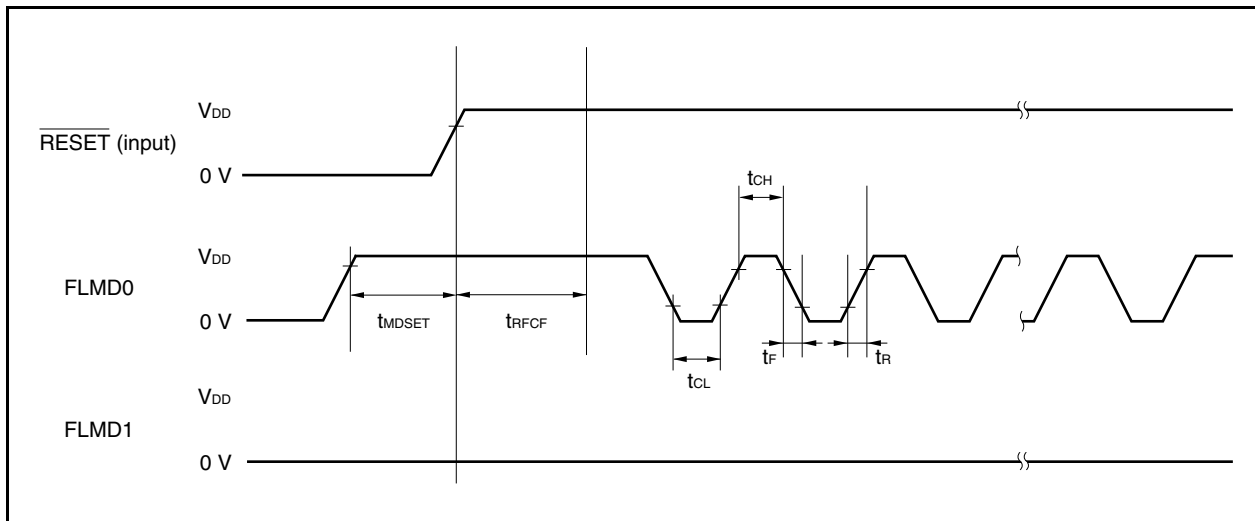 VDD
RESET (input)
0 V
tCH
VDD
FLMD0
0 V
tMDSET
tRFCF
tCL
tF
tR
VDD
FLMD1
0 V